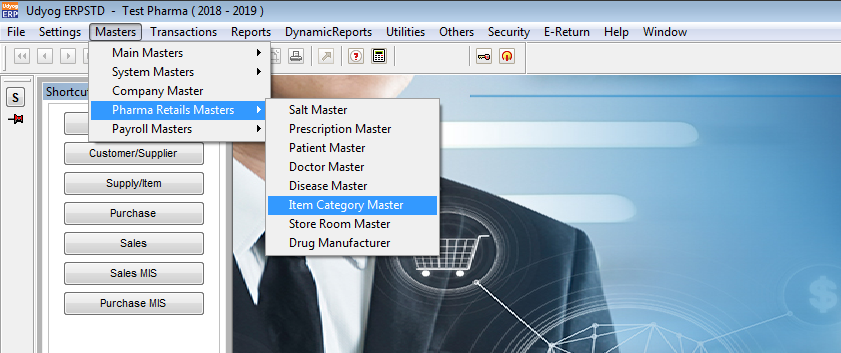 Udyog ERP Udyog ERPSTD - Test Pharma ( 2018 - 2019 )
File Settings Masters Transactions Reports DynamicReports Utilities Others Security E-Return Help Window
Main Masters
System Masters
Company Master
Pharma Retails Masters
Payroll Masters
Salt Master
Prescription Master
Patient Master
Doctor Master
Disease Master
Item Category Master
Store Room Master
Drug Manufacturer
S
Shortcut
Customer/Supplier
Supply/Item
Purchase
Sales
Sales MIS
Purchase MIS